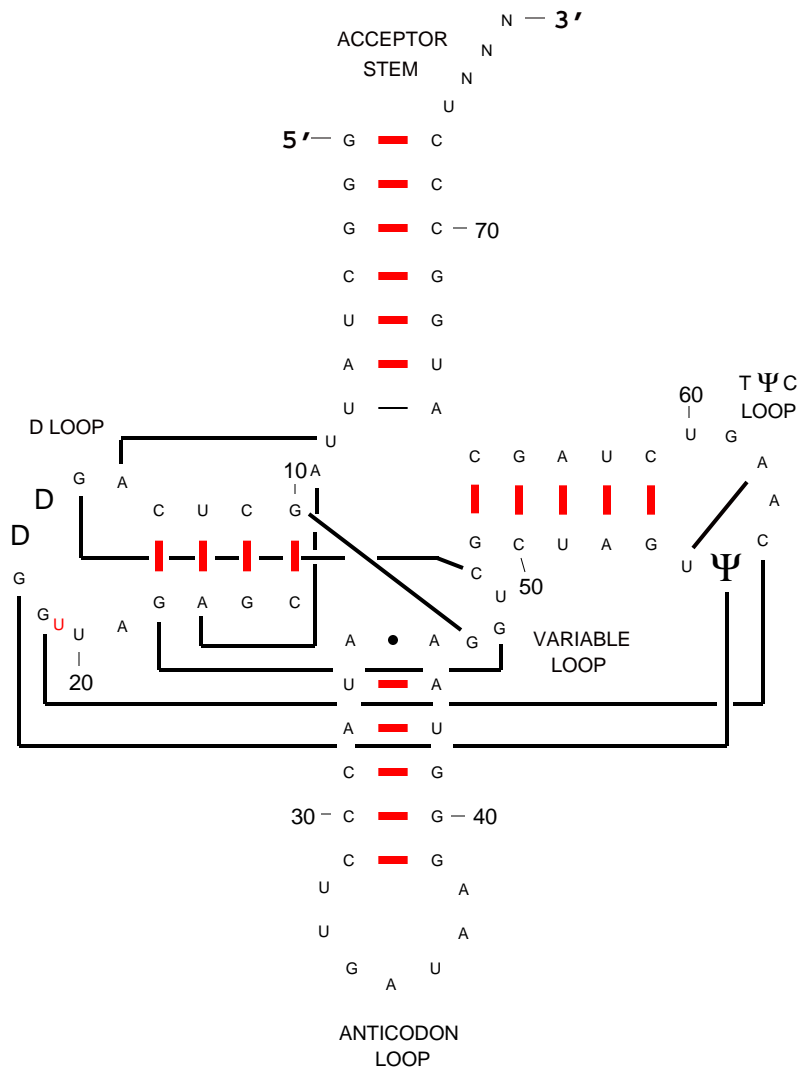 N — 3′
ACCEPTOR
N
STEM
N
U
5′ — G C
G C
G C — 70
C G
U G
A U
U A
60
T Ψ C
LOOP
D LOOP
U
U G
C G A U C
A
10
A
G A
D
A
C U C G
D
G C U A G U Ψ C
C
50
G
G A G C
U
G U U A
A • A G G
VARIABLE
LOOP
20
U A
A U
C G
30 — C G — 40
C G
U A
U A
G U
A
ANTICODON
LOOP